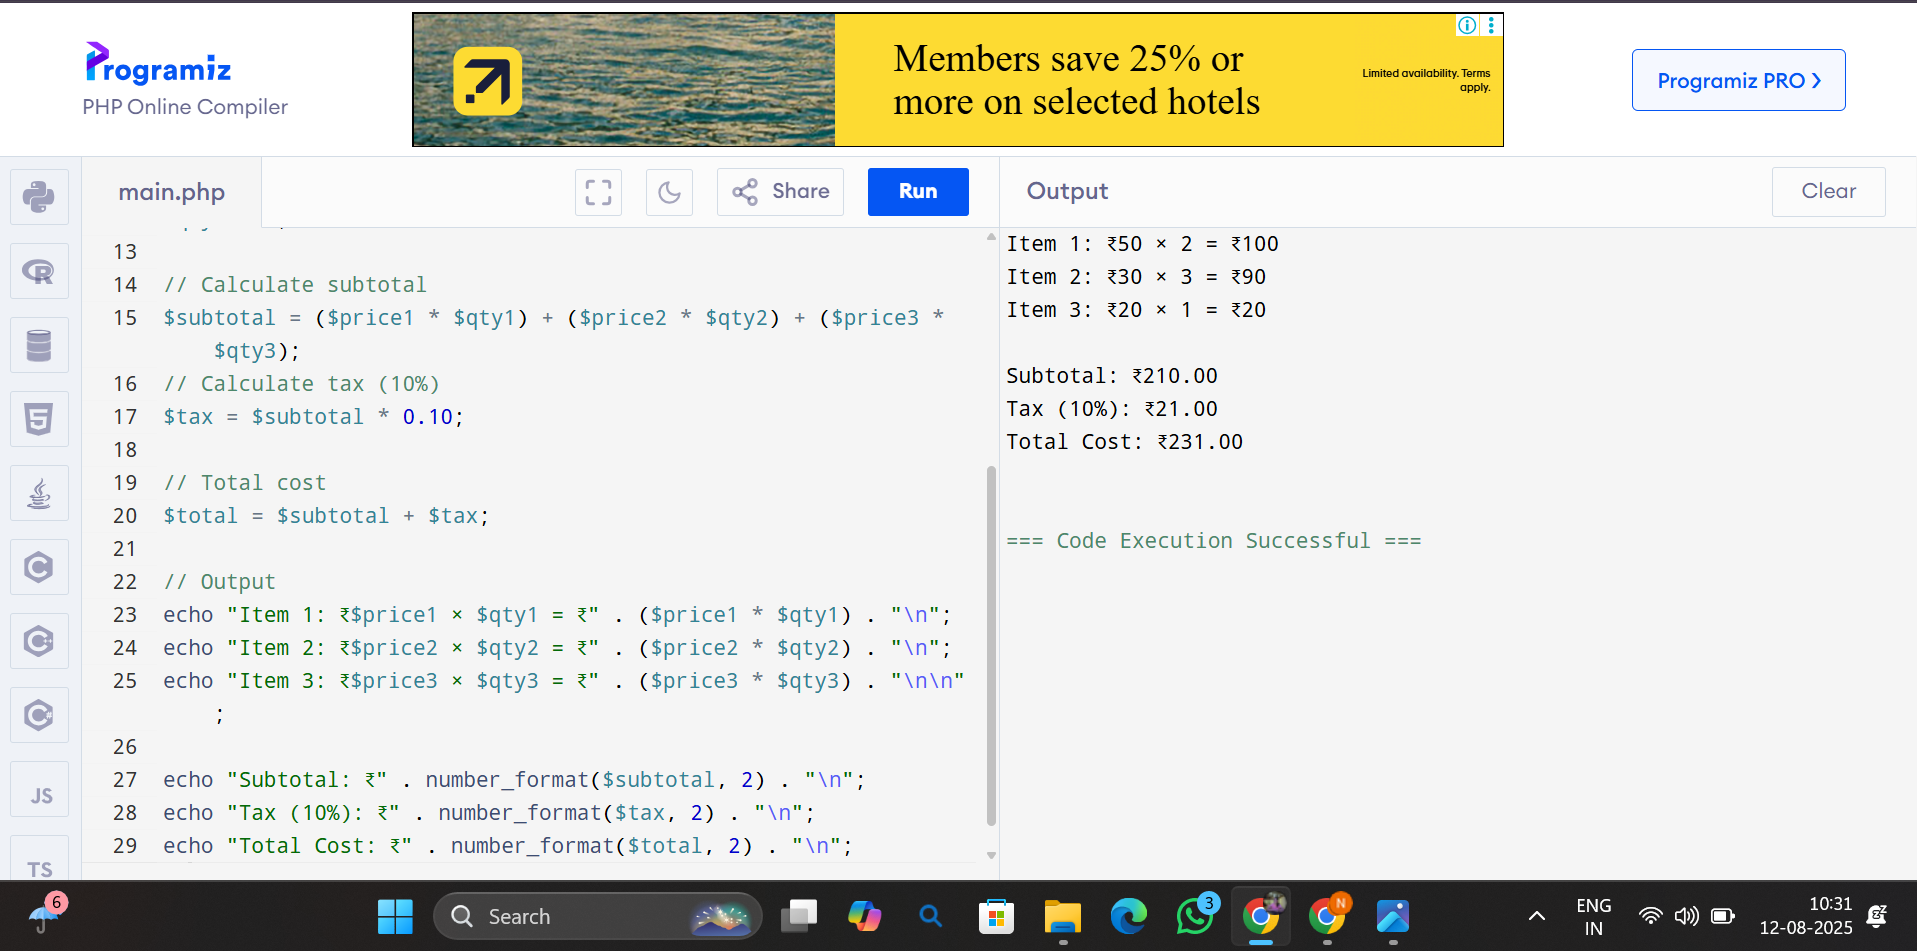 Programiz
PHP Online Compiler
Members save 25% or
more on selected hotels
Limited availability. Terms
apply.
Programiz PRO
main.php
Share
Run
Output
Clear
13
14 // Calculate subtotal
15 $subtotal = ($price1 * $qty1) + ($price2 * $qty2) + ($price3 *
$qty3);
16 // Calculate tax (10%)
17 $tax = $subtotal * 0.10;
18
19 // Total cost
20 $total = $subtotal + $tax;
21
22 // Output
23 echo "Item 1: ₹$price1 × $qty1 = ₹" . ($price1 * $qty1) . "\n";
24 echo "Item 2: ₹$price2 × $qty2 = ₹" . ($price2 * $qty2) . "\n";
25 echo "Item 3: ₹$price3 × $qty3 = ₹" . ($price3 * $qty3) . "\n\n"
;
26
27 echo "Subtotal: ₹" . number_format($subtotal, 2) . "\n";
28 echo "Tax (10%): ₹" . number_format($tax, 2) . "\n";
29 echo "Total Cost: ₹" . number_format($total, 2) . "\n";
Item 1: ₹50 × 2 = ₹100
Item 2: ₹30 × 3 = ₹90
Item 3: ₹20 × 1 = ₹20
Subtotal: ₹210.00
Tax (10%): ₹21.00
Total Cost: ₹231.00
=== Code Execution Successful ===
JS
TS
6
Search
3
N
ENG
IN
10:31
12-08-2025